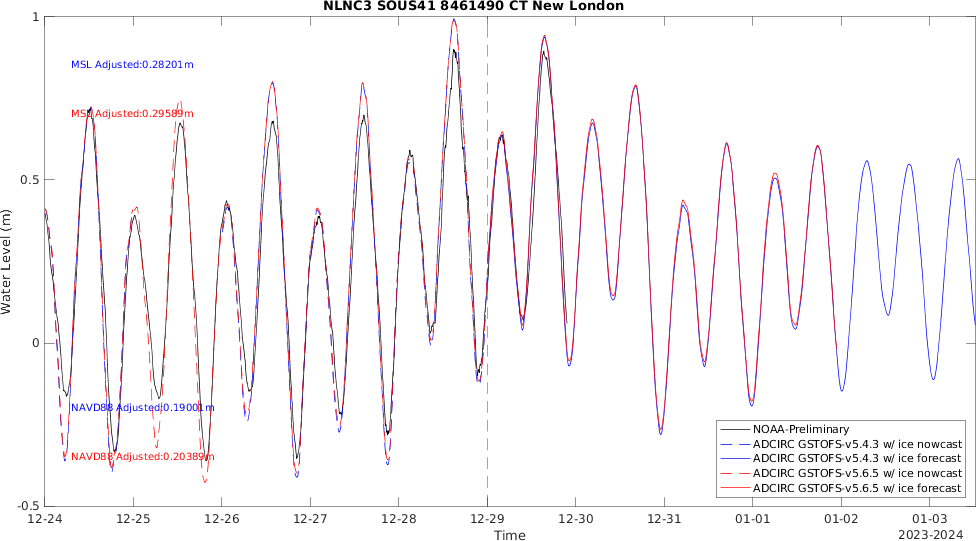 NLNC3 SOUS41 8461490 CT New London
1
MSL Adjusted:0.28201m
MSL Adjusted:0.29589m
0.5
Water Level (m)
0
NAVD88 Adjusted:0.19001m
NAVD88 Adjusted:0.20389m
-0.5
NOAA-Preliminary
ADCIRC GSTOFS-v5.4.3 w/ ice nowcast
ADCIRC GSTOFS-v5.4.3 w/ ice forecast
ADCIRC GSTOFS-v5.6.5 w/ ice nowcast
ADCIRC GSTOFS-v5.6.5 w/ ice forecast
12-24 12-25 12-26 12-27 12-28 12-29 12-30 12-31 01-01 01-02 01-03
Time
2023-2024